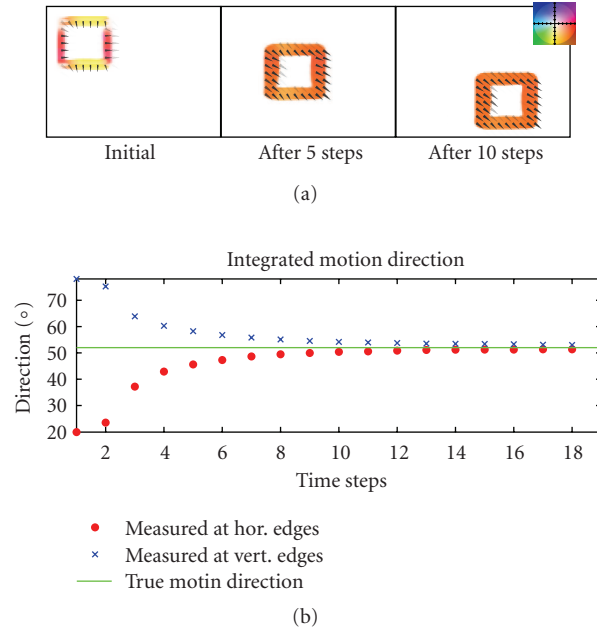 Initial
After 5 steps
After 10 steps
(a)
Integrated motion direction
Direction (°)
70
60
50
40
30
20
2
4
6
8
10
12
14
16
18
Time steps
Measured at hor. edges
Measured at vert. edges
True motin direction
(b)